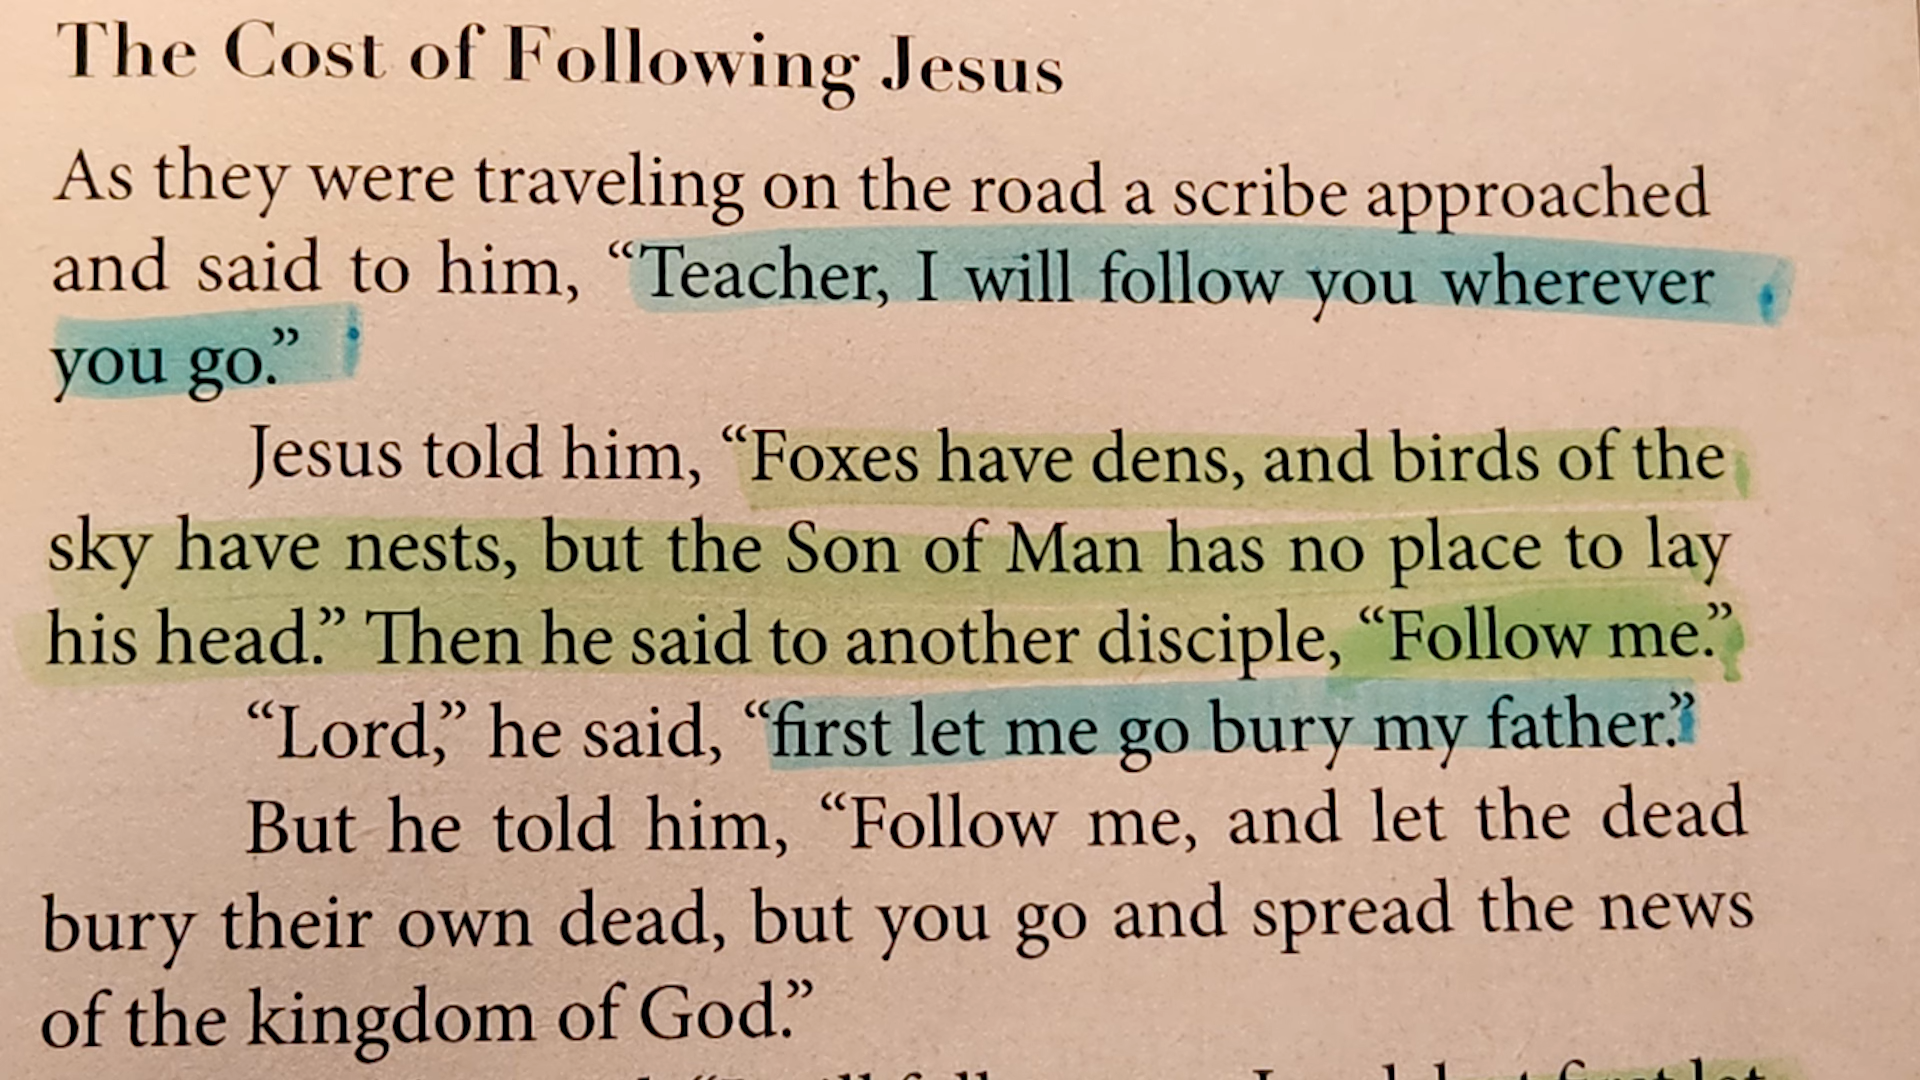 The Cost of Following Jesus
As they were traveling on the road a scribe approached
and said to him, “Teacher, I will follow you wherever
you go.”
Jesus told him, “Foxes have dens, and birds of the
sky have nests, but the Son of Man has no place to lay
his head.” Then he said to another disciple, “Follow me.”
“Lord,” he said, “first let me go bury my father.”
But he told him, “Follow me, and let the dead
bury their own dead, but you go and spread the news
of the kingdom of God.”